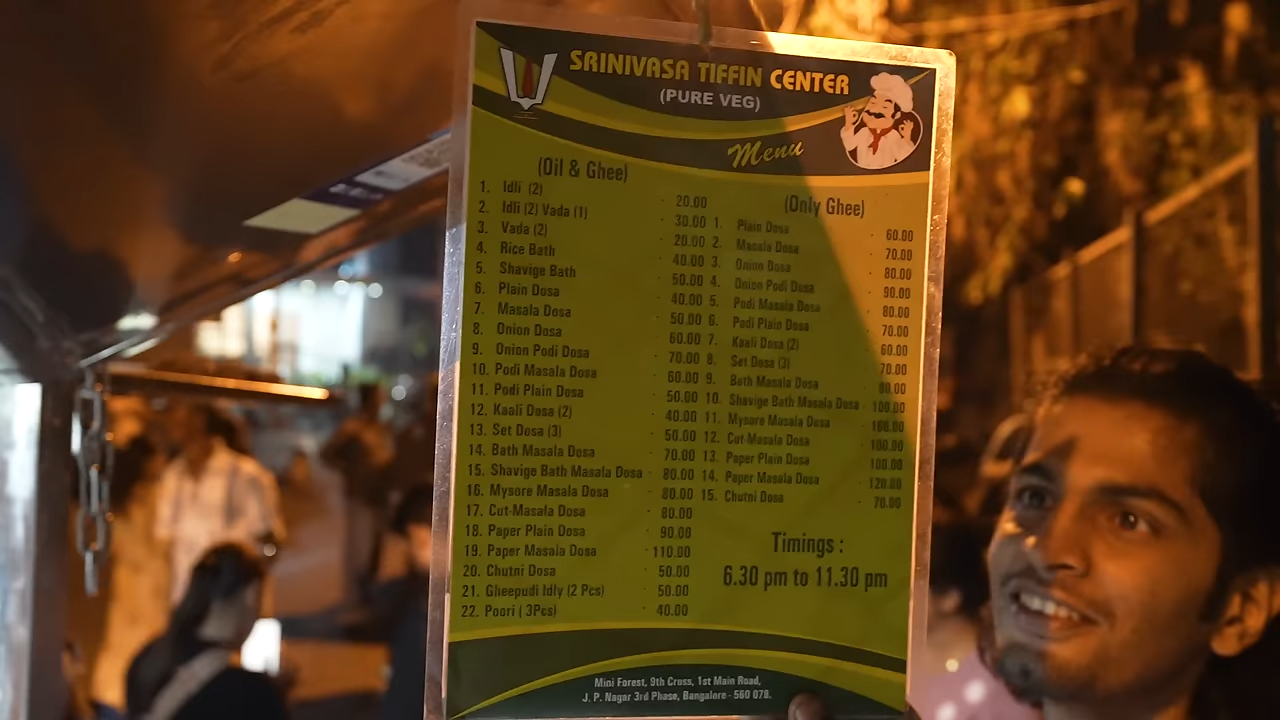 SRINIVASA TIFFIN CENTER
(PURE VEG)
Menu
(Oil & Ghee)
1. Idli (2) - 20.00
2. Idli (2) Vada (1) - 30.00
3. Vada (2) - 20.00
4. Rice Bath - 40.00
5. Shavige Bath - 50.00
6. Plain Dosa - 40.00
7. Masala Dosa - 50.00
8. Onion Dosa - 60.00
9. Onion Podi Dosa - 70.00
10. Podi Masala Dosa - 60.00
11. Podi Plain Dosa - 50.00
12. Kaali Dosa (2) - 40.00
13. Set Dosa (3) - 50.00
14. Bath Masala Dosa - 70.00
15. Shavige Bath Masala Dosa - 80.00
16. Mysore Masala Dosa - 80.00
17. Cut-Masala Dosa - 80.00
18. Paper Plain Dosa - 90.00
19. Paper Masala Dosa - 110.00
20. Chutni Dosa - 50.00
21. Gheepudi Idly (2 Pcs) - 50.00
22. Poori ( 3Pcs) - 40.00
(Only Ghee)
1. Plain Dosa - 60.00
2. Masala Dosa - 70.00
3. Onion Dosa - 80.00
4. Onion Podi Dosa - 90.00
5. Podi Masala Dosa - 80.00
6. Podi Plain Dosa - 70.00
7. Kaali Dosa (2) - 60.00
8. Set Dosa (3) - 70.00
9. Bath Masala Dosa - 80.00
10. Shavige Bath Masala Dosa - 100.00
11. Mysore Masala Dosa - 100.00
12. Cut-Masala Dosa - 100.00
13. Paper Plain Dosa - 100.00
14. Paper Masala Dosa - 120.00
15. Chutni Dosa - 70.00
Timings :
6.30 pm to 11.30 pm
Mini Forest, 9th Cross, 1st Main Road,
J. P. Nagar 3rd Phase, Bangalore - 560 078.